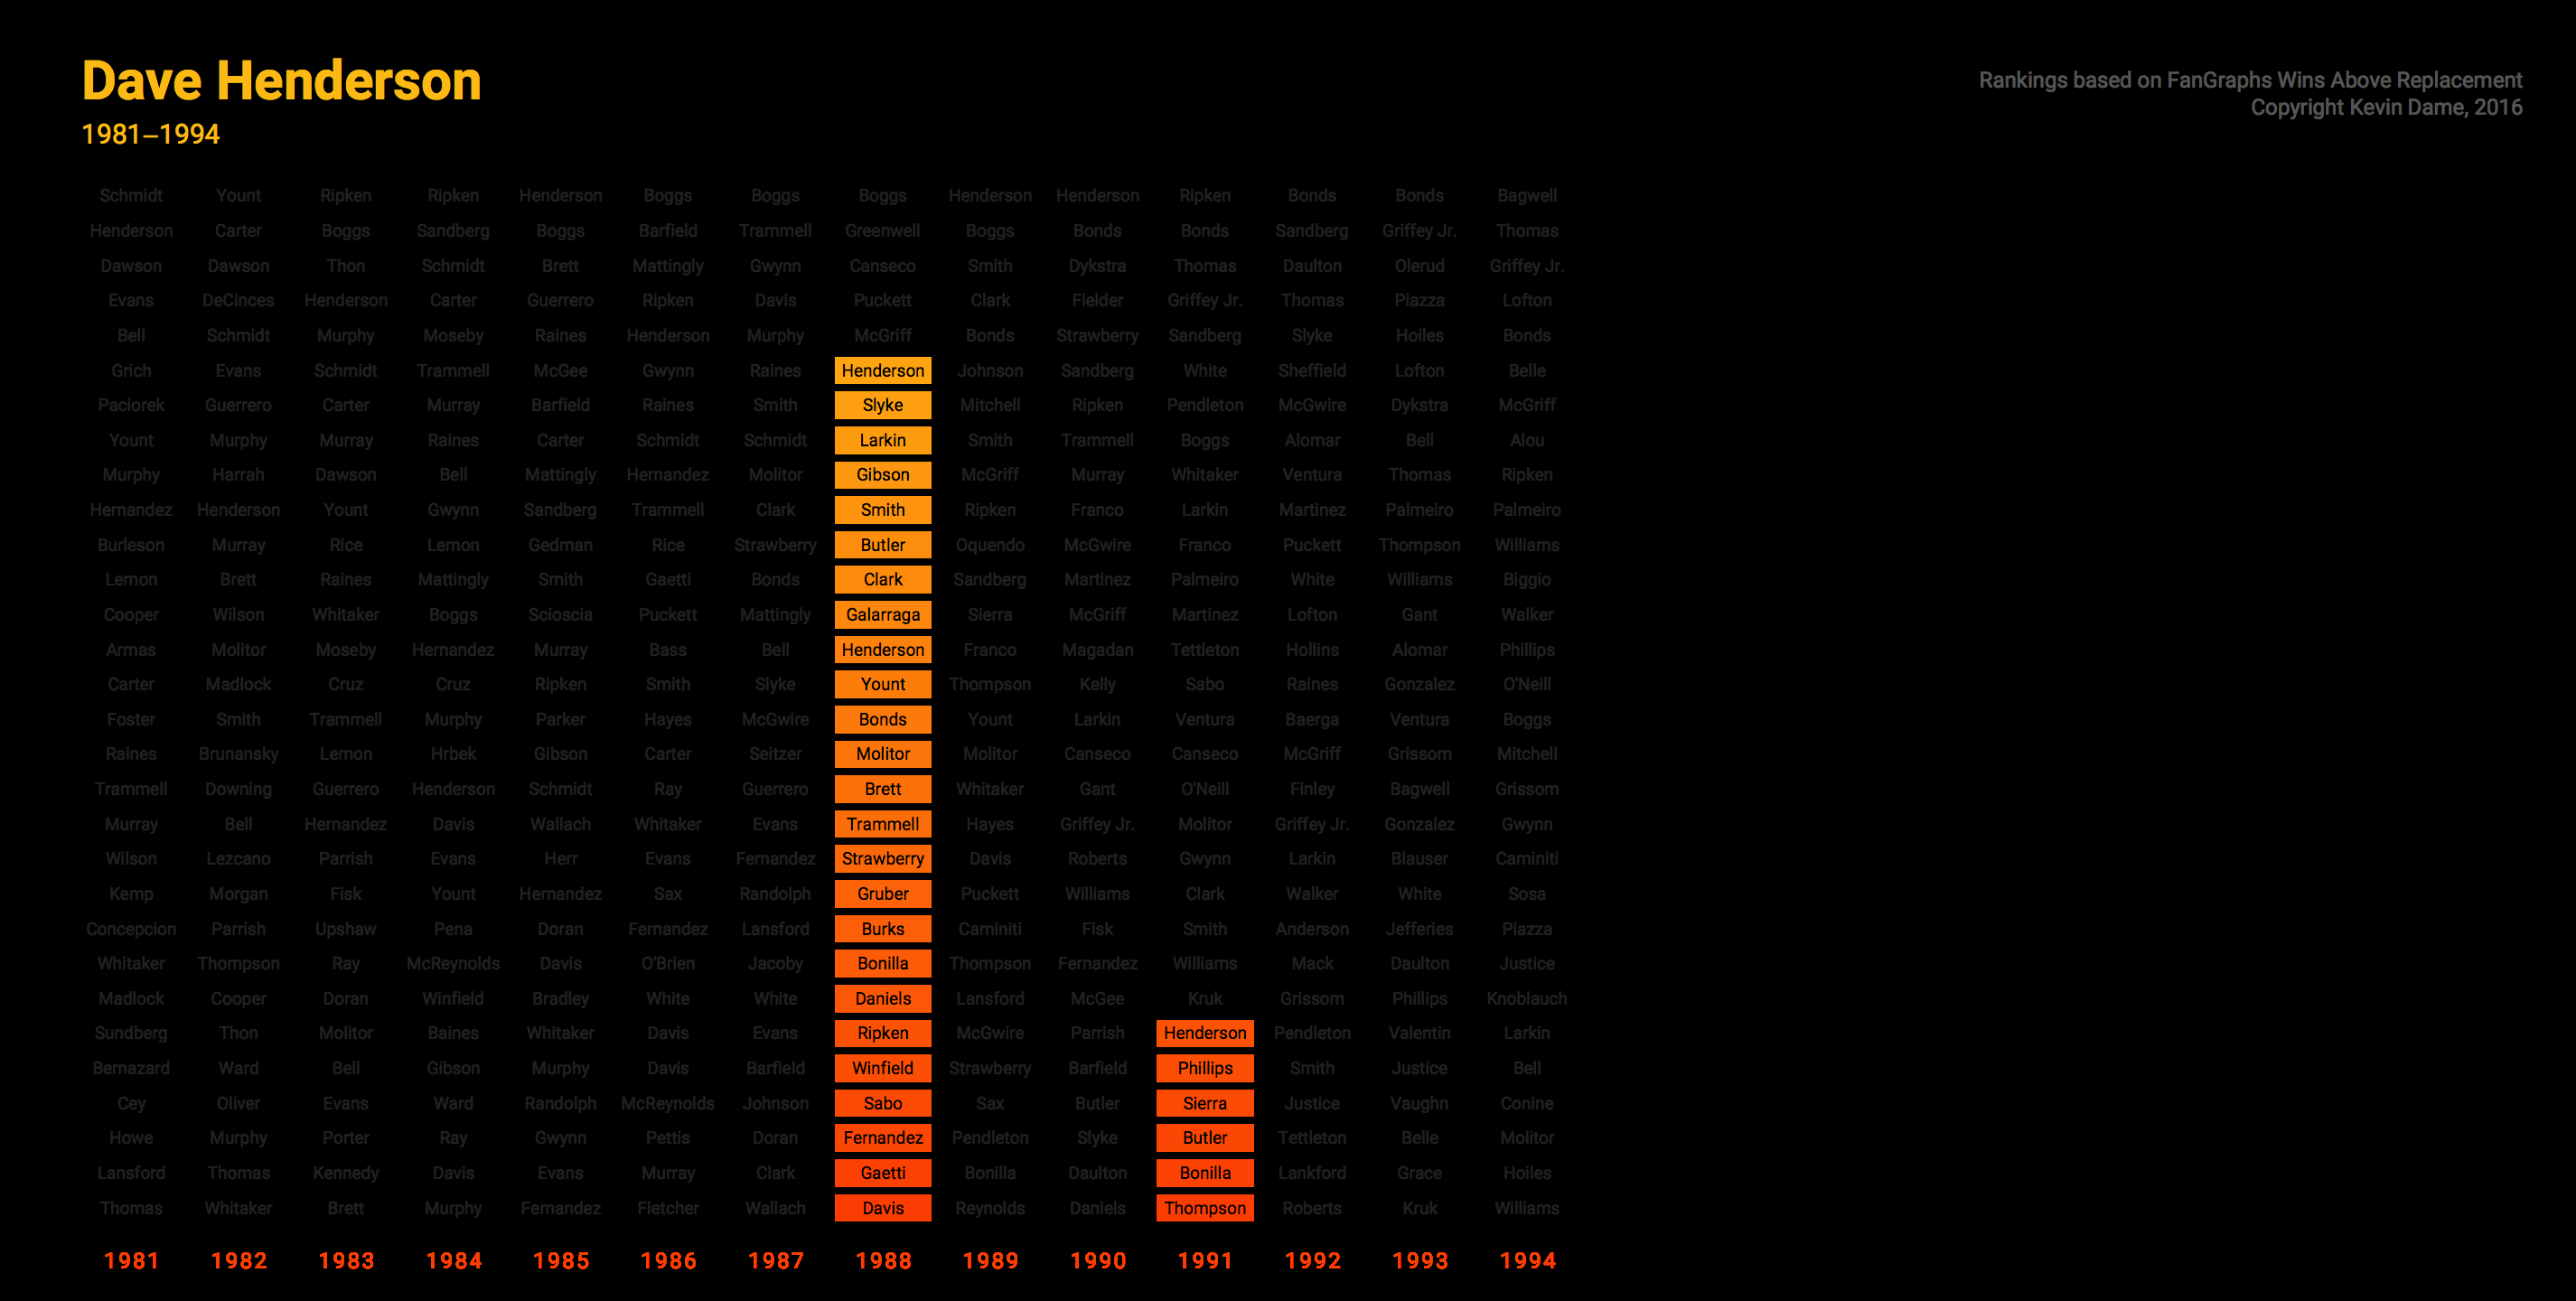 Dave Henderson
1981–1994
Rankings based on FanGraphs Wins Above Replacement
Copyright Kevin Dame, 2016
Schmidt Yount Ripken Ripken Henderson Boggs Boggs Boggs Henderson Henderson Ripken Bonds Bonds Bagwell
Henderson Carter Boggs Sandberg Boggs Barfield Trammell Greenwell Boggs Bonds Bonds Sandberg Griffey Jr. Thomas
Dawson Dawson Thon Schmidt Brett Mattingly Gwynn Canseco Smith Dykstra Thomas Daulton Olerud Griffey Jr.
Evans DeCinces Henderson Carter Guerrero Ripken Davis Puckett Clark Fielder Griffey Jr. Thomas Piazza Lofton
Bell Schmidt Murphy Moseby Raines Henderson Murphy McGriff Bonds Strawberry Sandberg Slyke Hoiles Bonds
Grich Evans Schmidt Trammell McGee Gwynn Raines Henderson Johnson Sandberg White Sheffield Lofton Belle
Paciorek Guerrero Carter Murray Barfield Raines Smith Slyke Mitchell Ripken Pendleton McGwire Dykstra McGriff
Yount Murphy Murray Raines Carter Schmidt Schmidt Larkin Smith Trammell Boggs Alomar Bell Alou
Murphy Harrah Dawson Bell Mattingly Hernandez Molitor Gibson McGriff Murray Whitaker Ventura Thomas Ripken
Hernandez Henderson Yount Gwynn Sandberg Trammell Clark Smith Ripken Franco Larkin Martinez Palmeiro Palmeiro
Burleson Murray Rice Lemon Gedman Rice Strawberry Butler Oquendo McGwire Franco Puckett Thompson Williams
Lemon Brett Raines Mattingly Smith Gaetti Bonds Clark Sandberg Martinez Palmeiro White Williams Biggio
Cooper Wilson Whitaker Boggs Scioscia Puckett Mattingly Galarraga Sierra McGriff Martinez Lofton Gant Walker
Armas Molitor Moseby Hernandez Murray Bass Bell Henderson Franco Magadan Tettleton Hollins Alomar Phillips
Carter Madlock Cruz Cruz Ripken Smith Slyke Yount Thompson Kelly Sabo Raines Gonzalez O'Neill
Foster Smith Trammell Murphy Parker Hayes McGwire Bonds Yount Larkin Ventura Baerga Ventura Boggs
Raines Brunansky Lemon Hrbek Gibson Carter Seitzer Molitor Molitor Canseco Canseco McGriff Grissom Mitchell
Trammell Downing Guerrero Henderson Schmidt Ray Guerrero Brett Whitaker Gant O'Neill Finley Bagwell Grissom
Murray Bell Hernandez Davis Wallach Whitaker Evans Trammell Hayes Griffey Jr. Molitor Griffey Jr. Gonzalez Gwynn
Wilson Lezcano Parrish Evans Herr Evans Fernandez Strawberry Davis Roberts Gwynn Larkin Blauser Caminiti
Kemp Morgan Fisk Yount Hernandez Sax Randolph Gruber Puckett Williams Clark Walker White Sosa
Concepcion Parrish Upshaw Pena Doran Fernandez Lansford Burks Caminiti Fisk Smith Anderson Jefferies Piazza
Whitaker Thompson Ray McReynolds Davis O'Brien Jacoby Bonilla Thompson Fernandez Williams Mack Daulton Justice
Madlock Cooper Doran Winfield Bradley White White Daniels Lansford McGee Kruk Grissom Phillips Knoblauch
Sundberg Thon Molitor Baines Whitaker Davis Evans Ripken McGwire Parrish Henderson Pendleton Valentin Larkin
Bernazard Ward Bell Gibson Murphy Davis Barfield Winfield Strawberry Barfield Phillips Smith Justice Bell
Cey Oliver Evans Ward Randolph McReynolds Johnson Sabo Sax Butler Sierra Justice Vaughn Conine
Howe Murphy Porter Ray Gwynn Pettis Doran Fernandez Pendleton Slyke Butler Tettleton Belle Molitor
Lansford Thomas Kennedy Davis Evans Murray Clark Gaetti Bonilla Daulton Bonilla Lankford Grace Hoiles
Thomas Whitaker Brett Murphy Fernandez Fletcher Wallach Davis Reynolds Daniels Thompson Roberts Kruk Williams
1981 1982 1983 1984 1985 1986 1987 1988 1989 1990 1991 1992 1993 1994